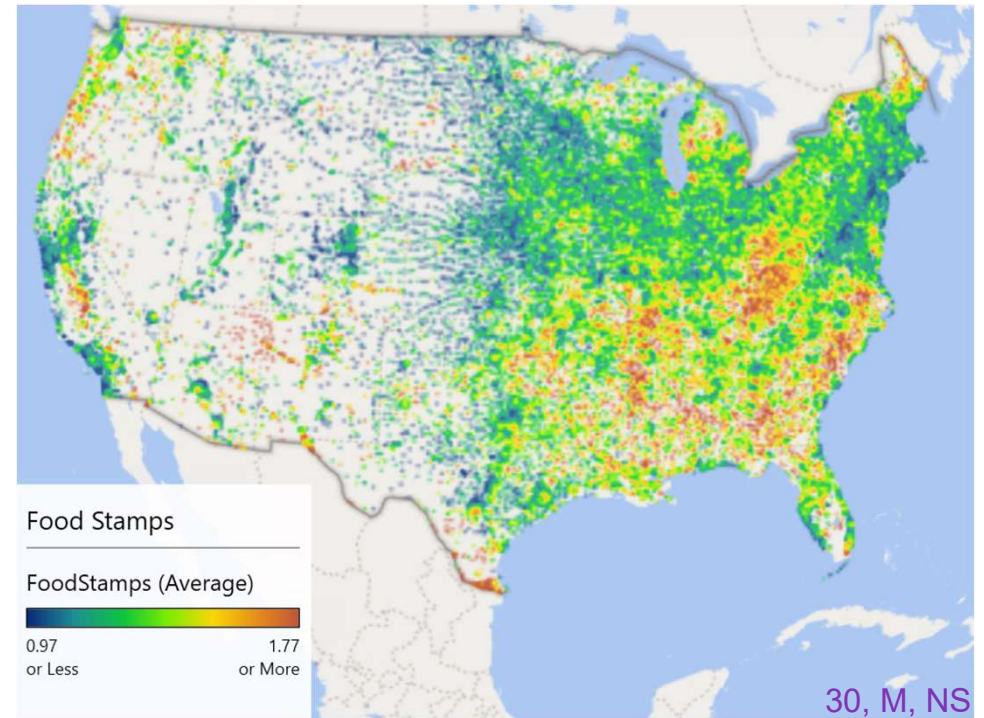 Food Stamps
FoodStamps (Average)
0.97 1.77
or Less or More
30, M, NS